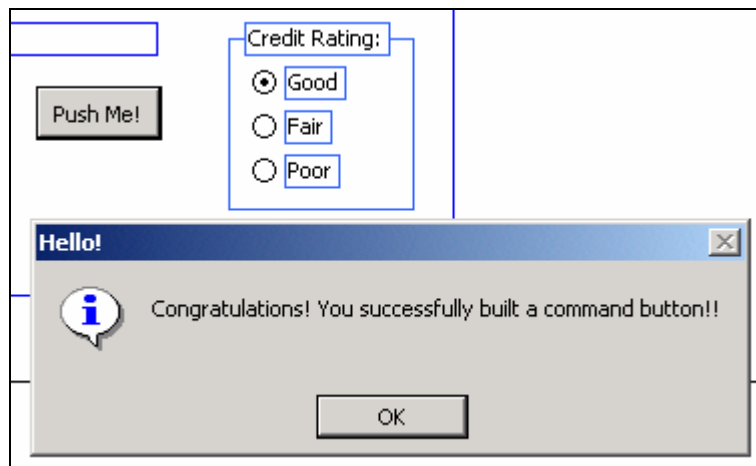 Credit Rating:
Good
Push Me!
Fair
Poor
Hello!
Congratulations! You successfully built a command button!!
OK